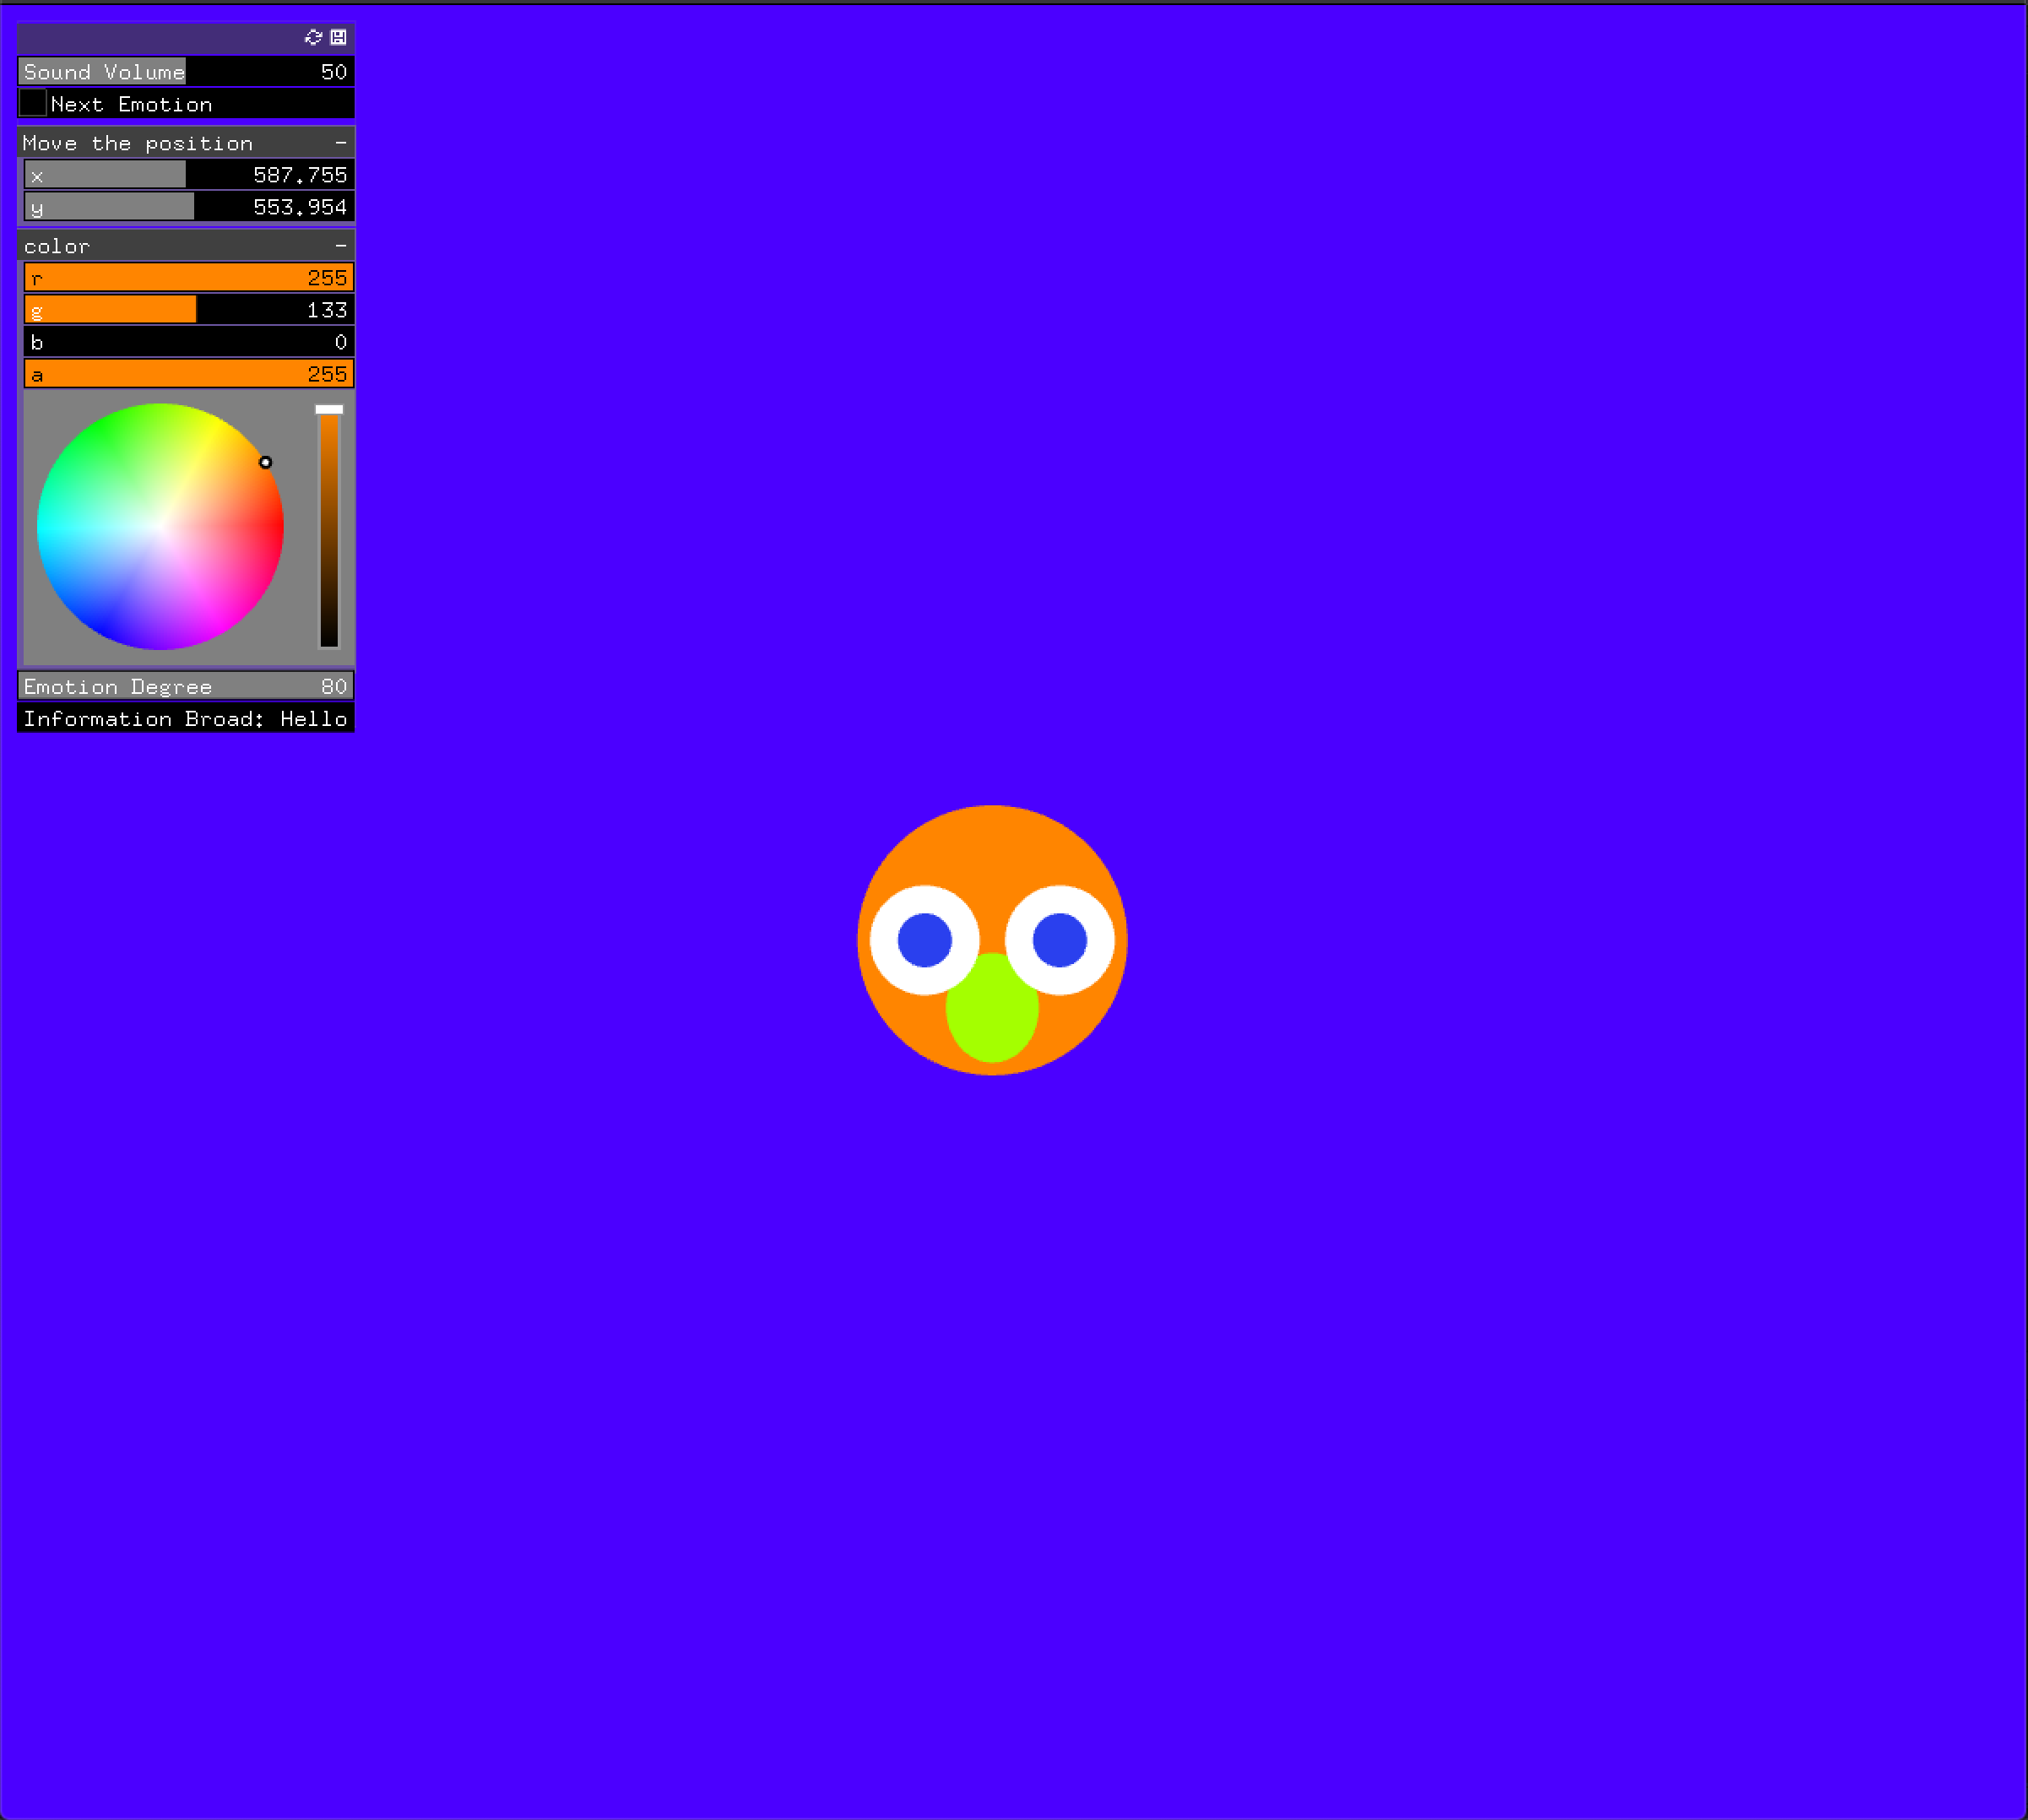 Sound Volume 50
Next Emotion
Move the position -
x 587.755
y 553.954
color -
r 255
g 133
b 0
a 255
Emotion Degree 80
Information Broad: Hello